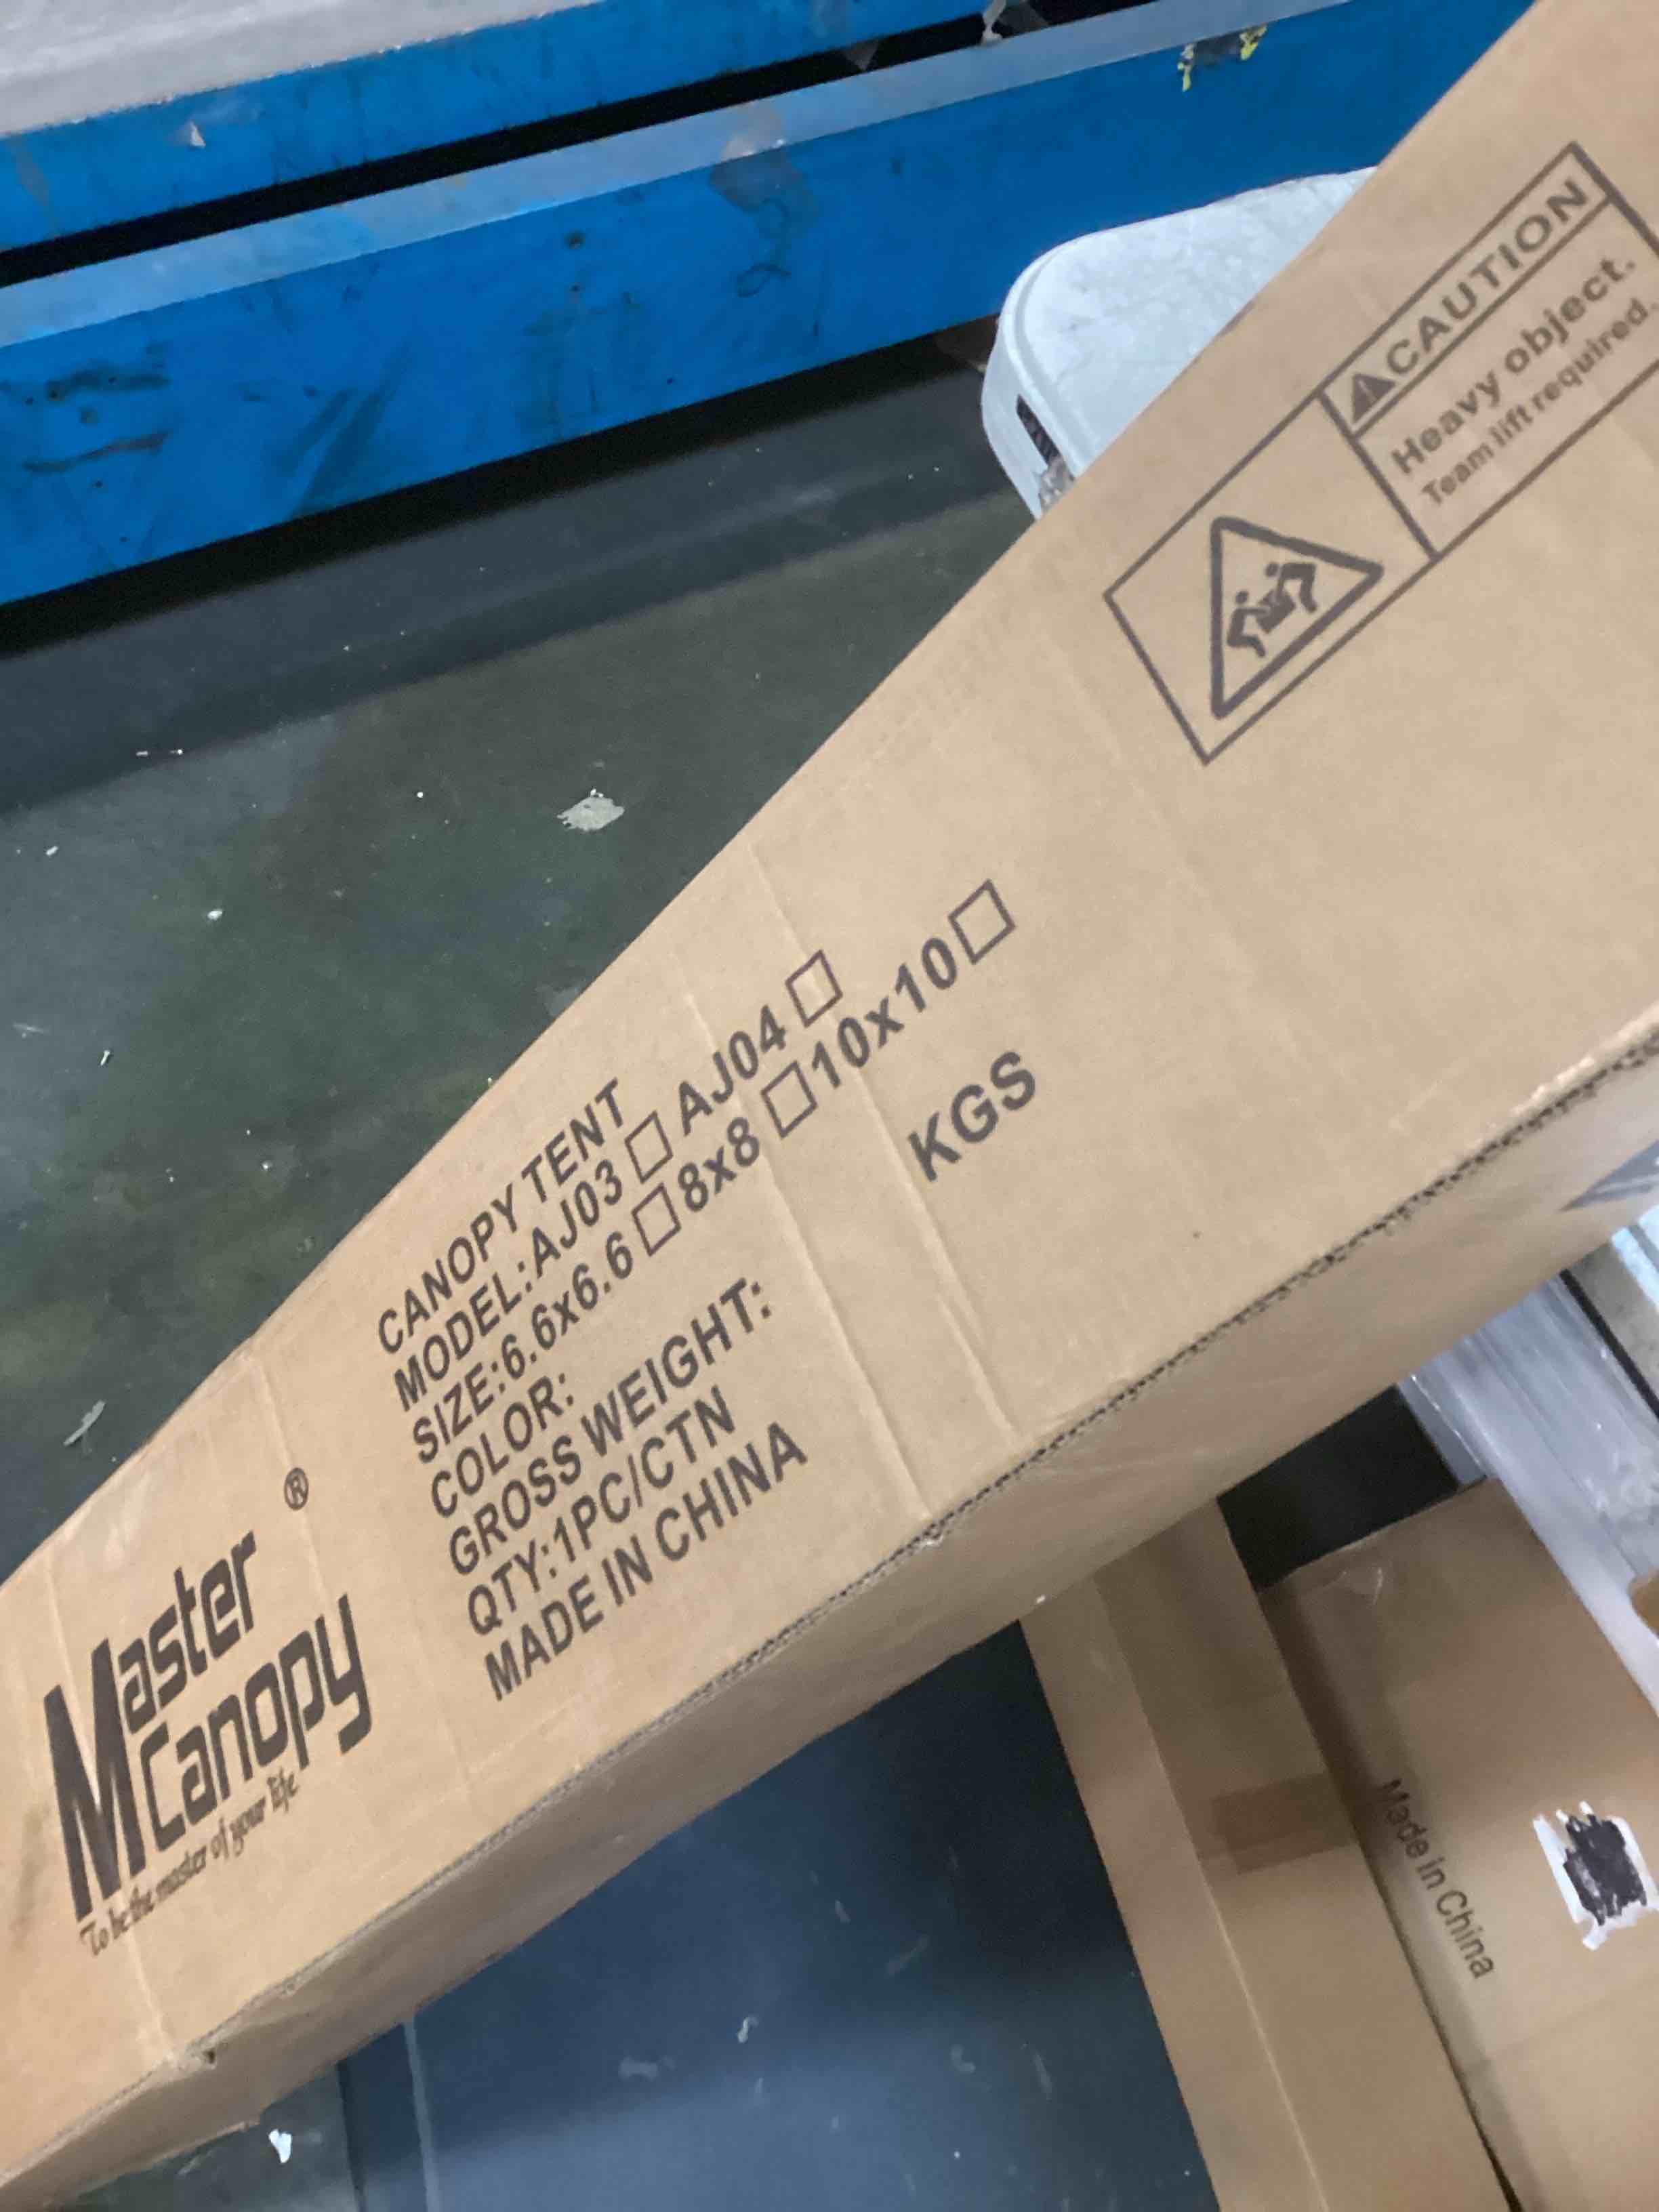 Master ®
Canopy
To be the master of your life
CANOPY TENT
MODEL:AJ03 □ AJ04 □
SIZE:6.6x6.6 □ 8x8 □ 10x10 □
COLOR:
GROSS WEIGHT: KGS
QTY:1PC/CTN
MADE IN CHINA
CAUTION
Heavy object.
Team lift required.
Made in China